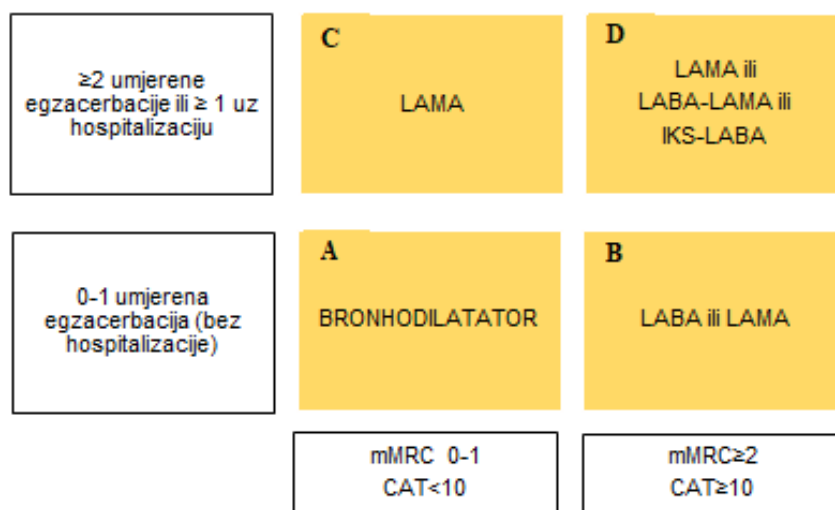 ≥2 umjerene
egzacerbacije ili ≥ 1 uz
hospitalizaciju
C
LAMA
D
LAMA ili
LABA-LAMA ili
IKS-LABA
0-1 umjerena
egzacerbacija (bez
hospitalizacije)
A
BRONHODILATATOR
B
LABA ili LAMA
mMRC 0-1
CAT<10
mMRC≥2
CAT≥10